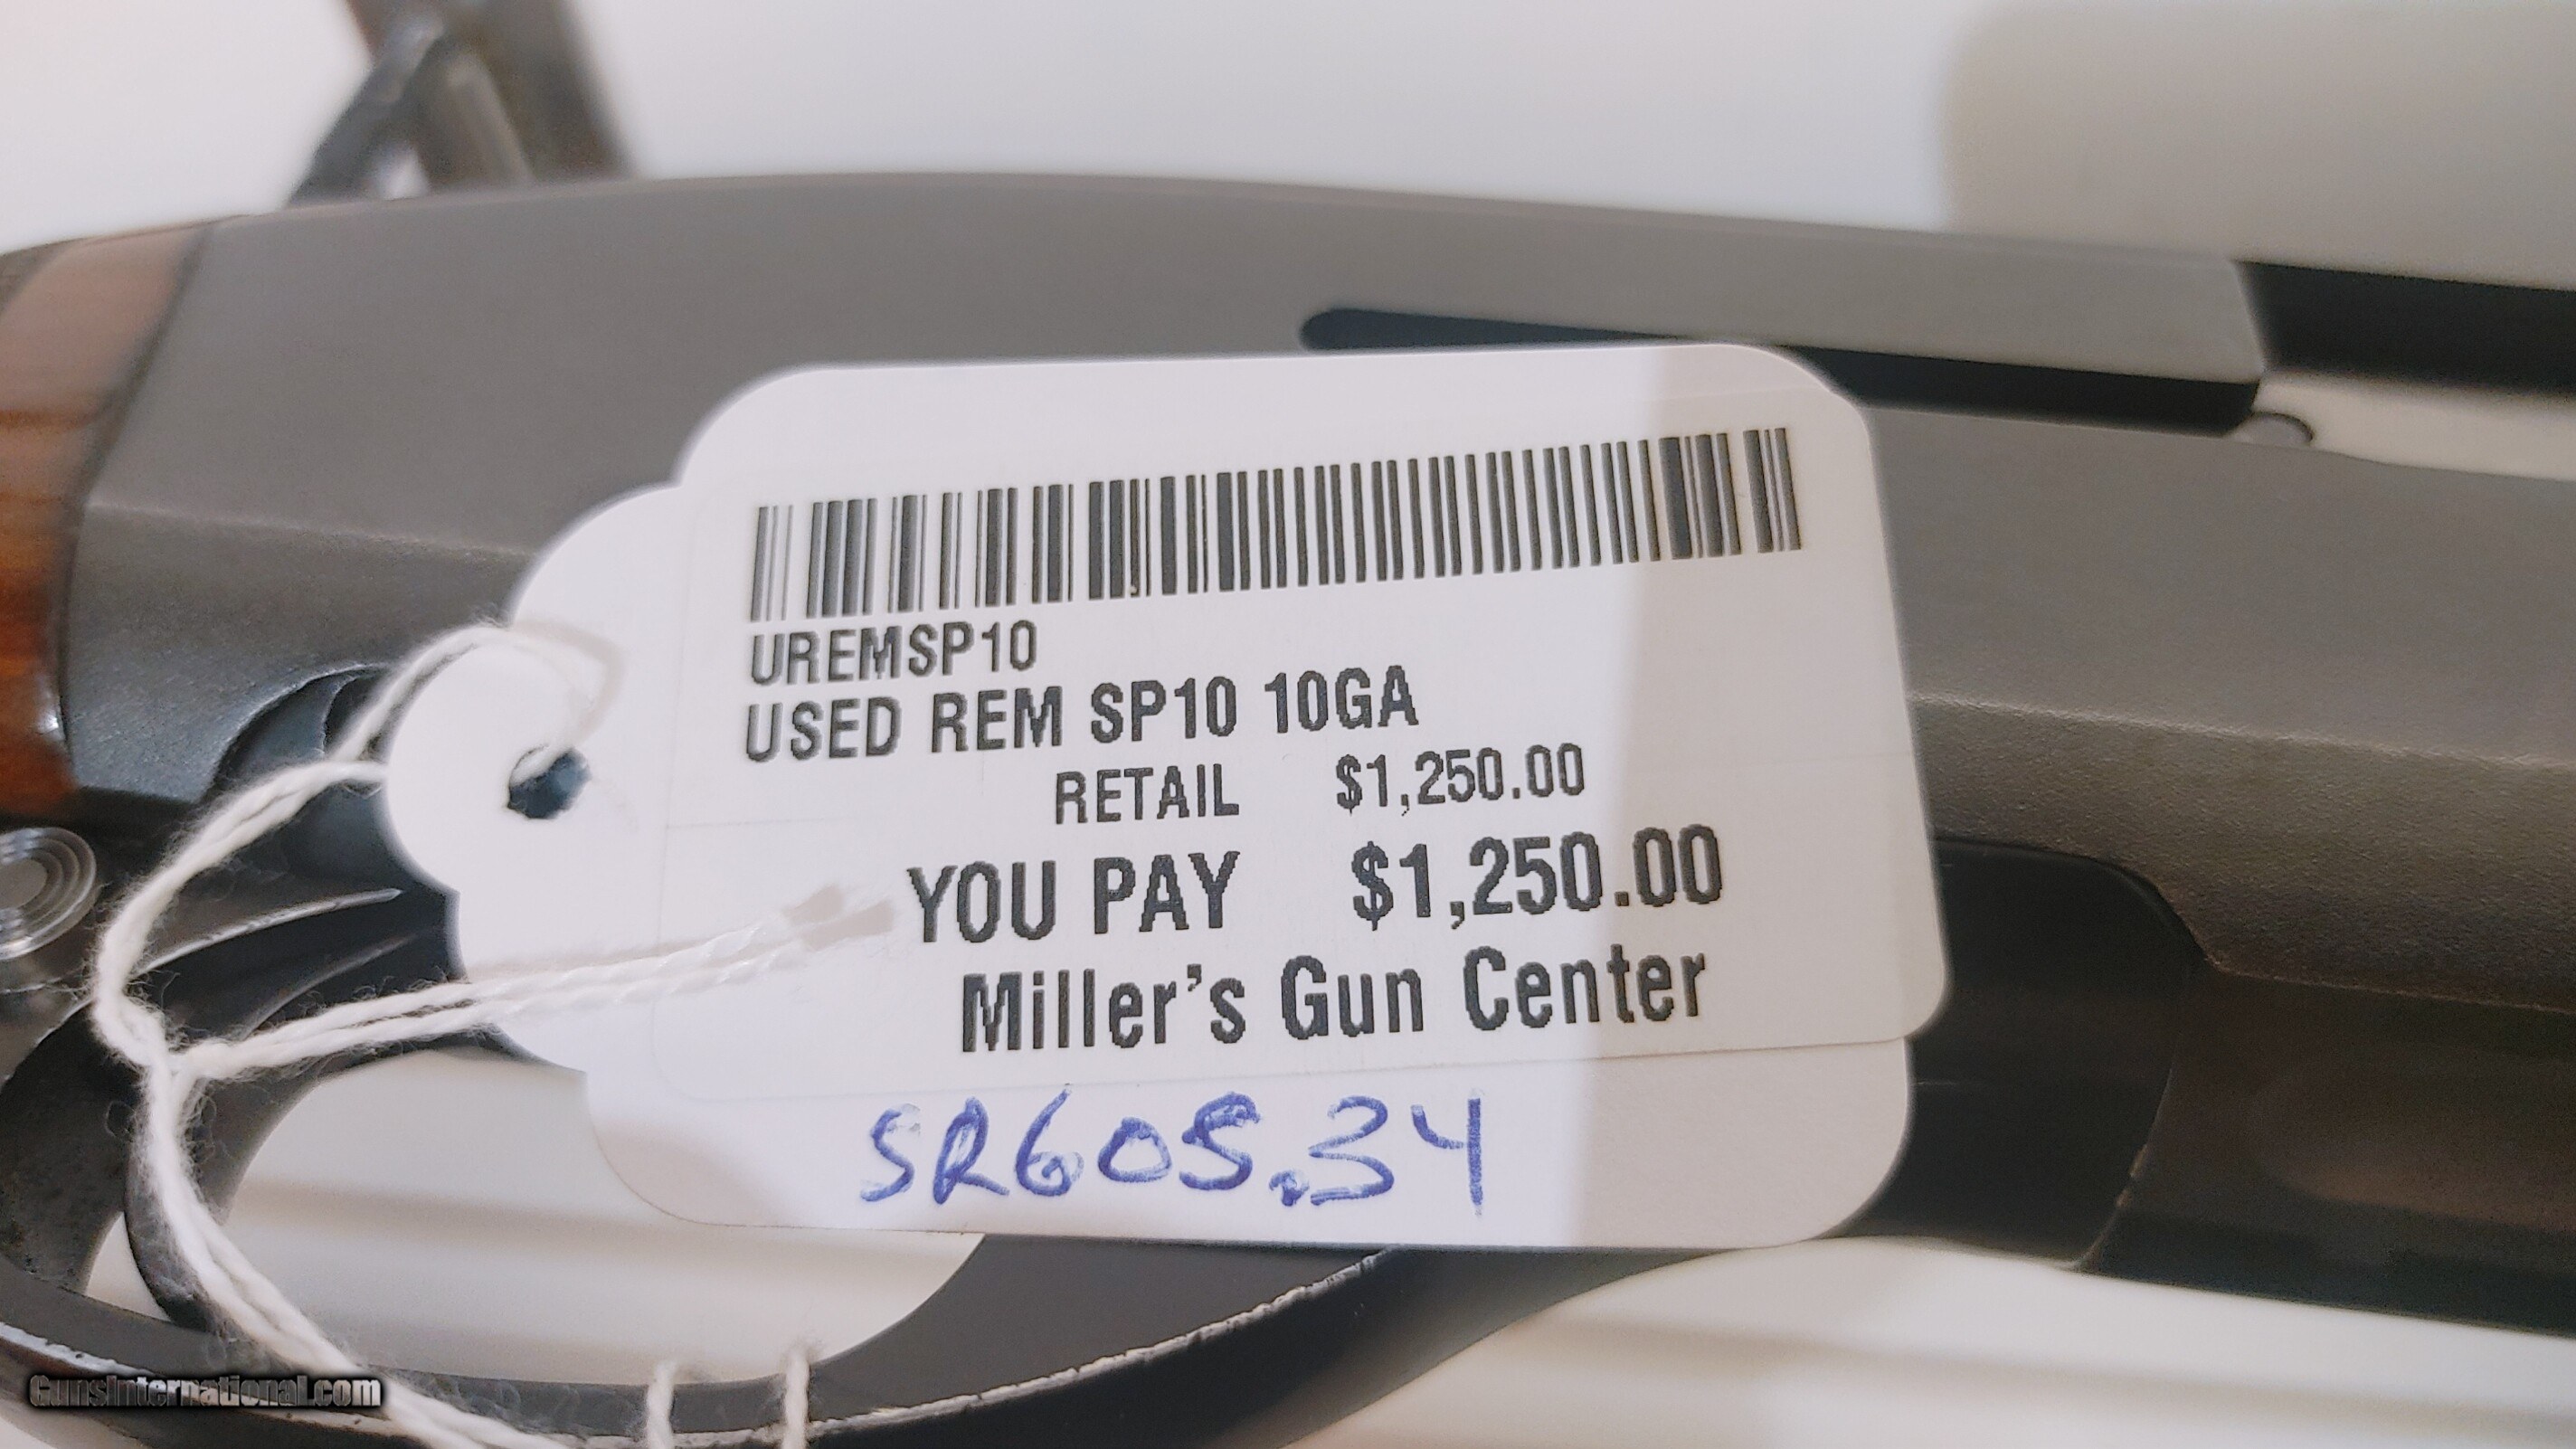 UREMSP10
USED REM SP10 10GA
RETAIL $1,250.00
YOU PAY $1,250.00
Miller's Gun Center
SR605.34
GunsInternational.com